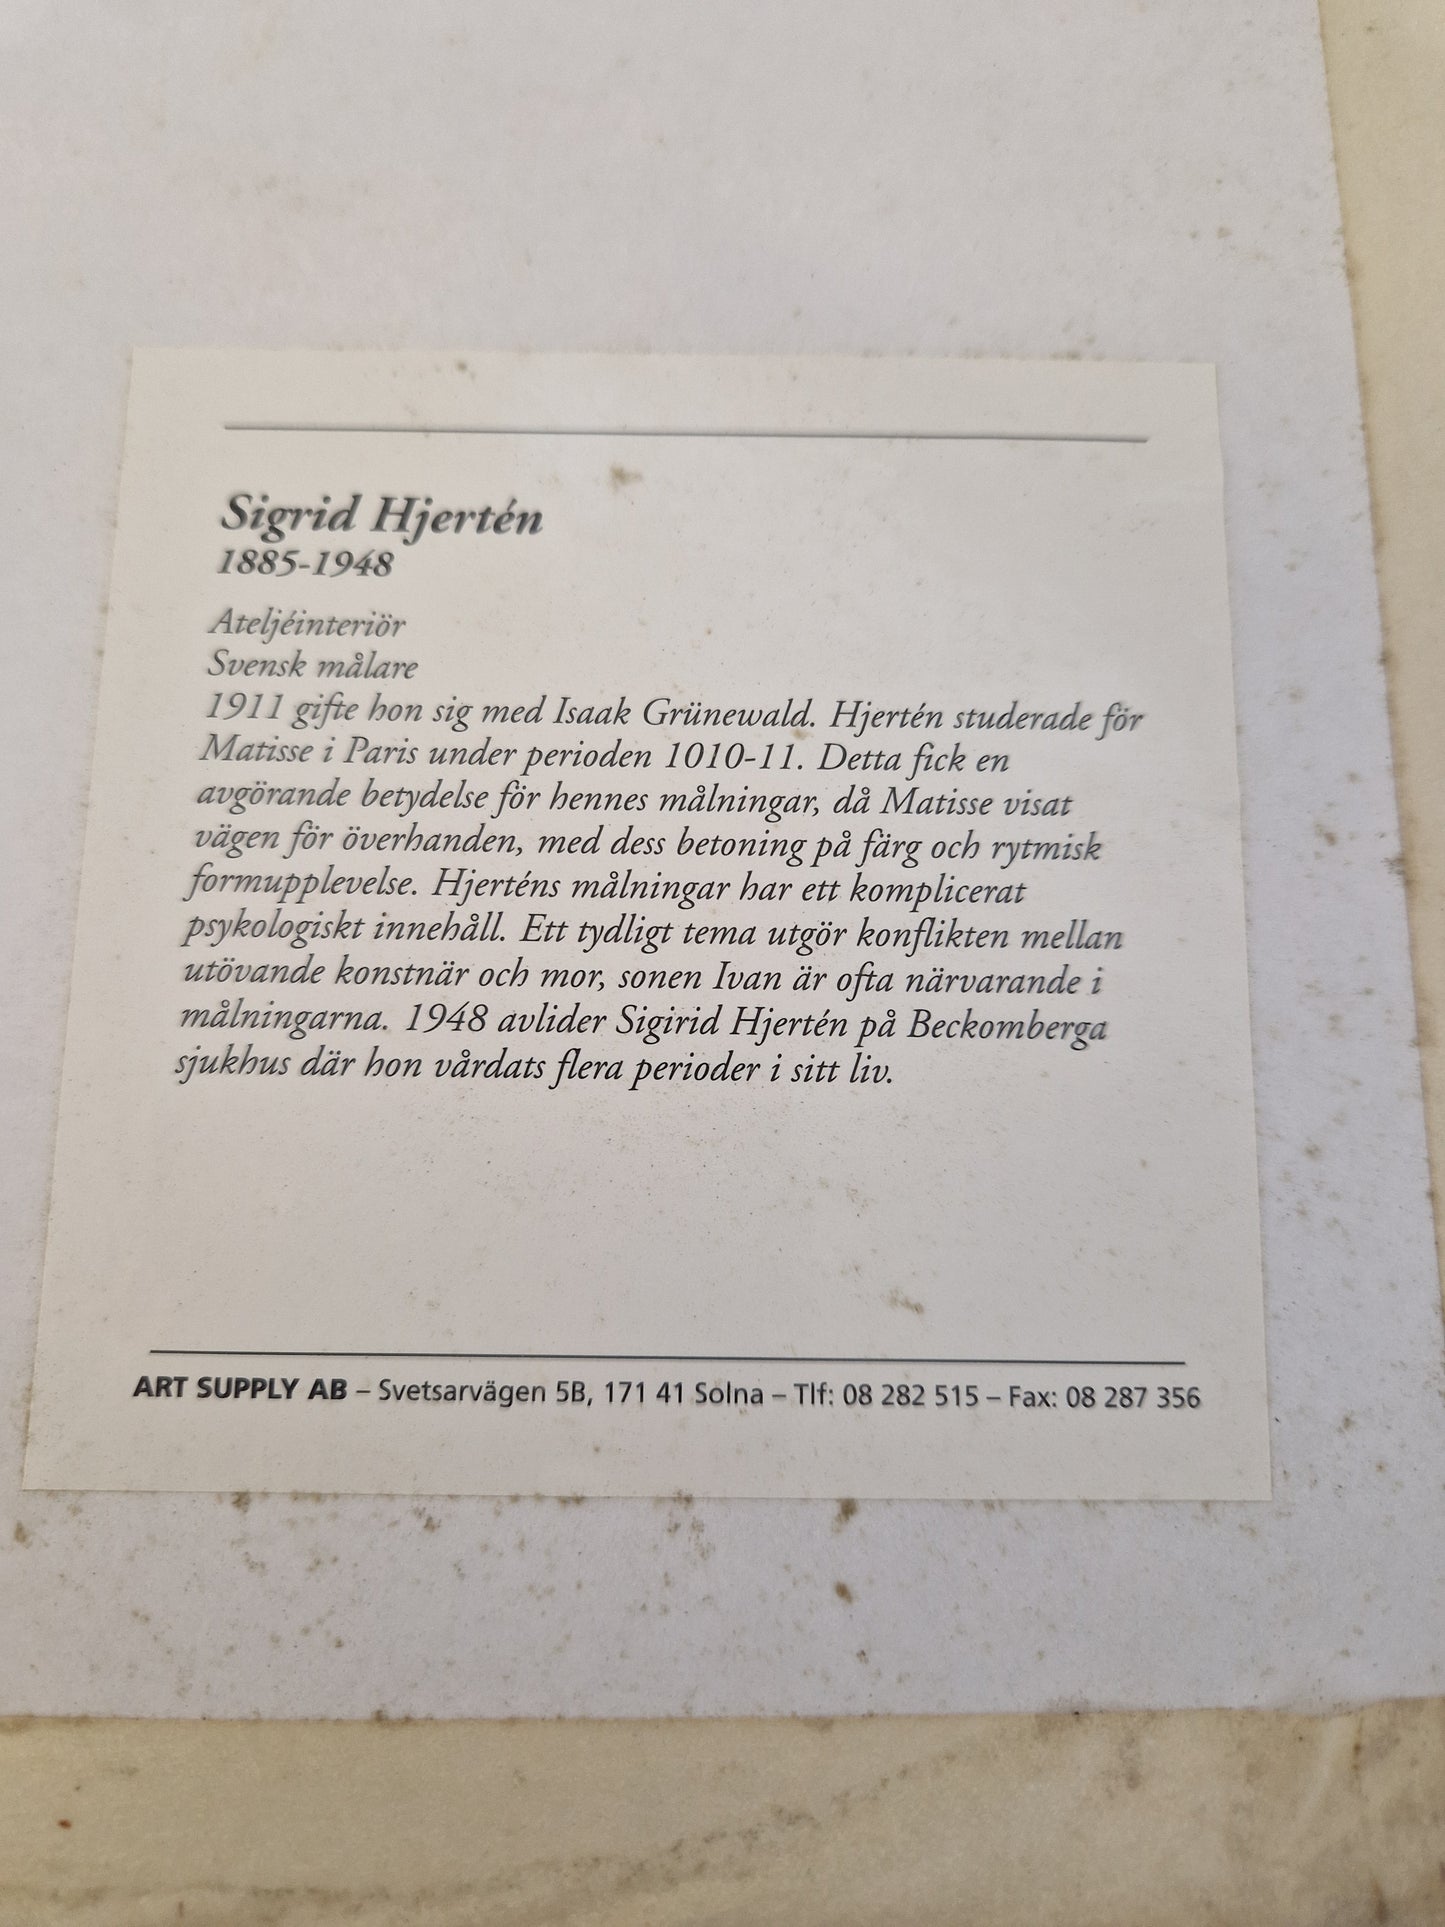 Sigrid Hjertén
1885-1948
Ateljéinteriör
Svensk målare
1911 gifte hon sig med Isaak Grünewald. Hjertén studerade för
Matisse i Paris under perioden 1010-11. Detta fick en
avgörande betydelse för hennes målningar, då Matisse visat
vägen för överhanden, med dess betoning på färg och rytmisk
formupplevelse. Hjerténs målningar har ett komplicerat
psykologiskt innehåll. Ett tydligt tema utgör konflikten mellan
utövande konstnär och mor, sonen Ivan är ofta närvarande i
målningarna. 1948 avlider Sigirid Hjertén på Beckomberga
sjukhus där hon vårdats flera perioder i sitt liv.
ART SUPPLY AB – Svetsarvägen 5B, 171 41 Solna – Tlf: 08 282 515 – Fax: 08 287 356